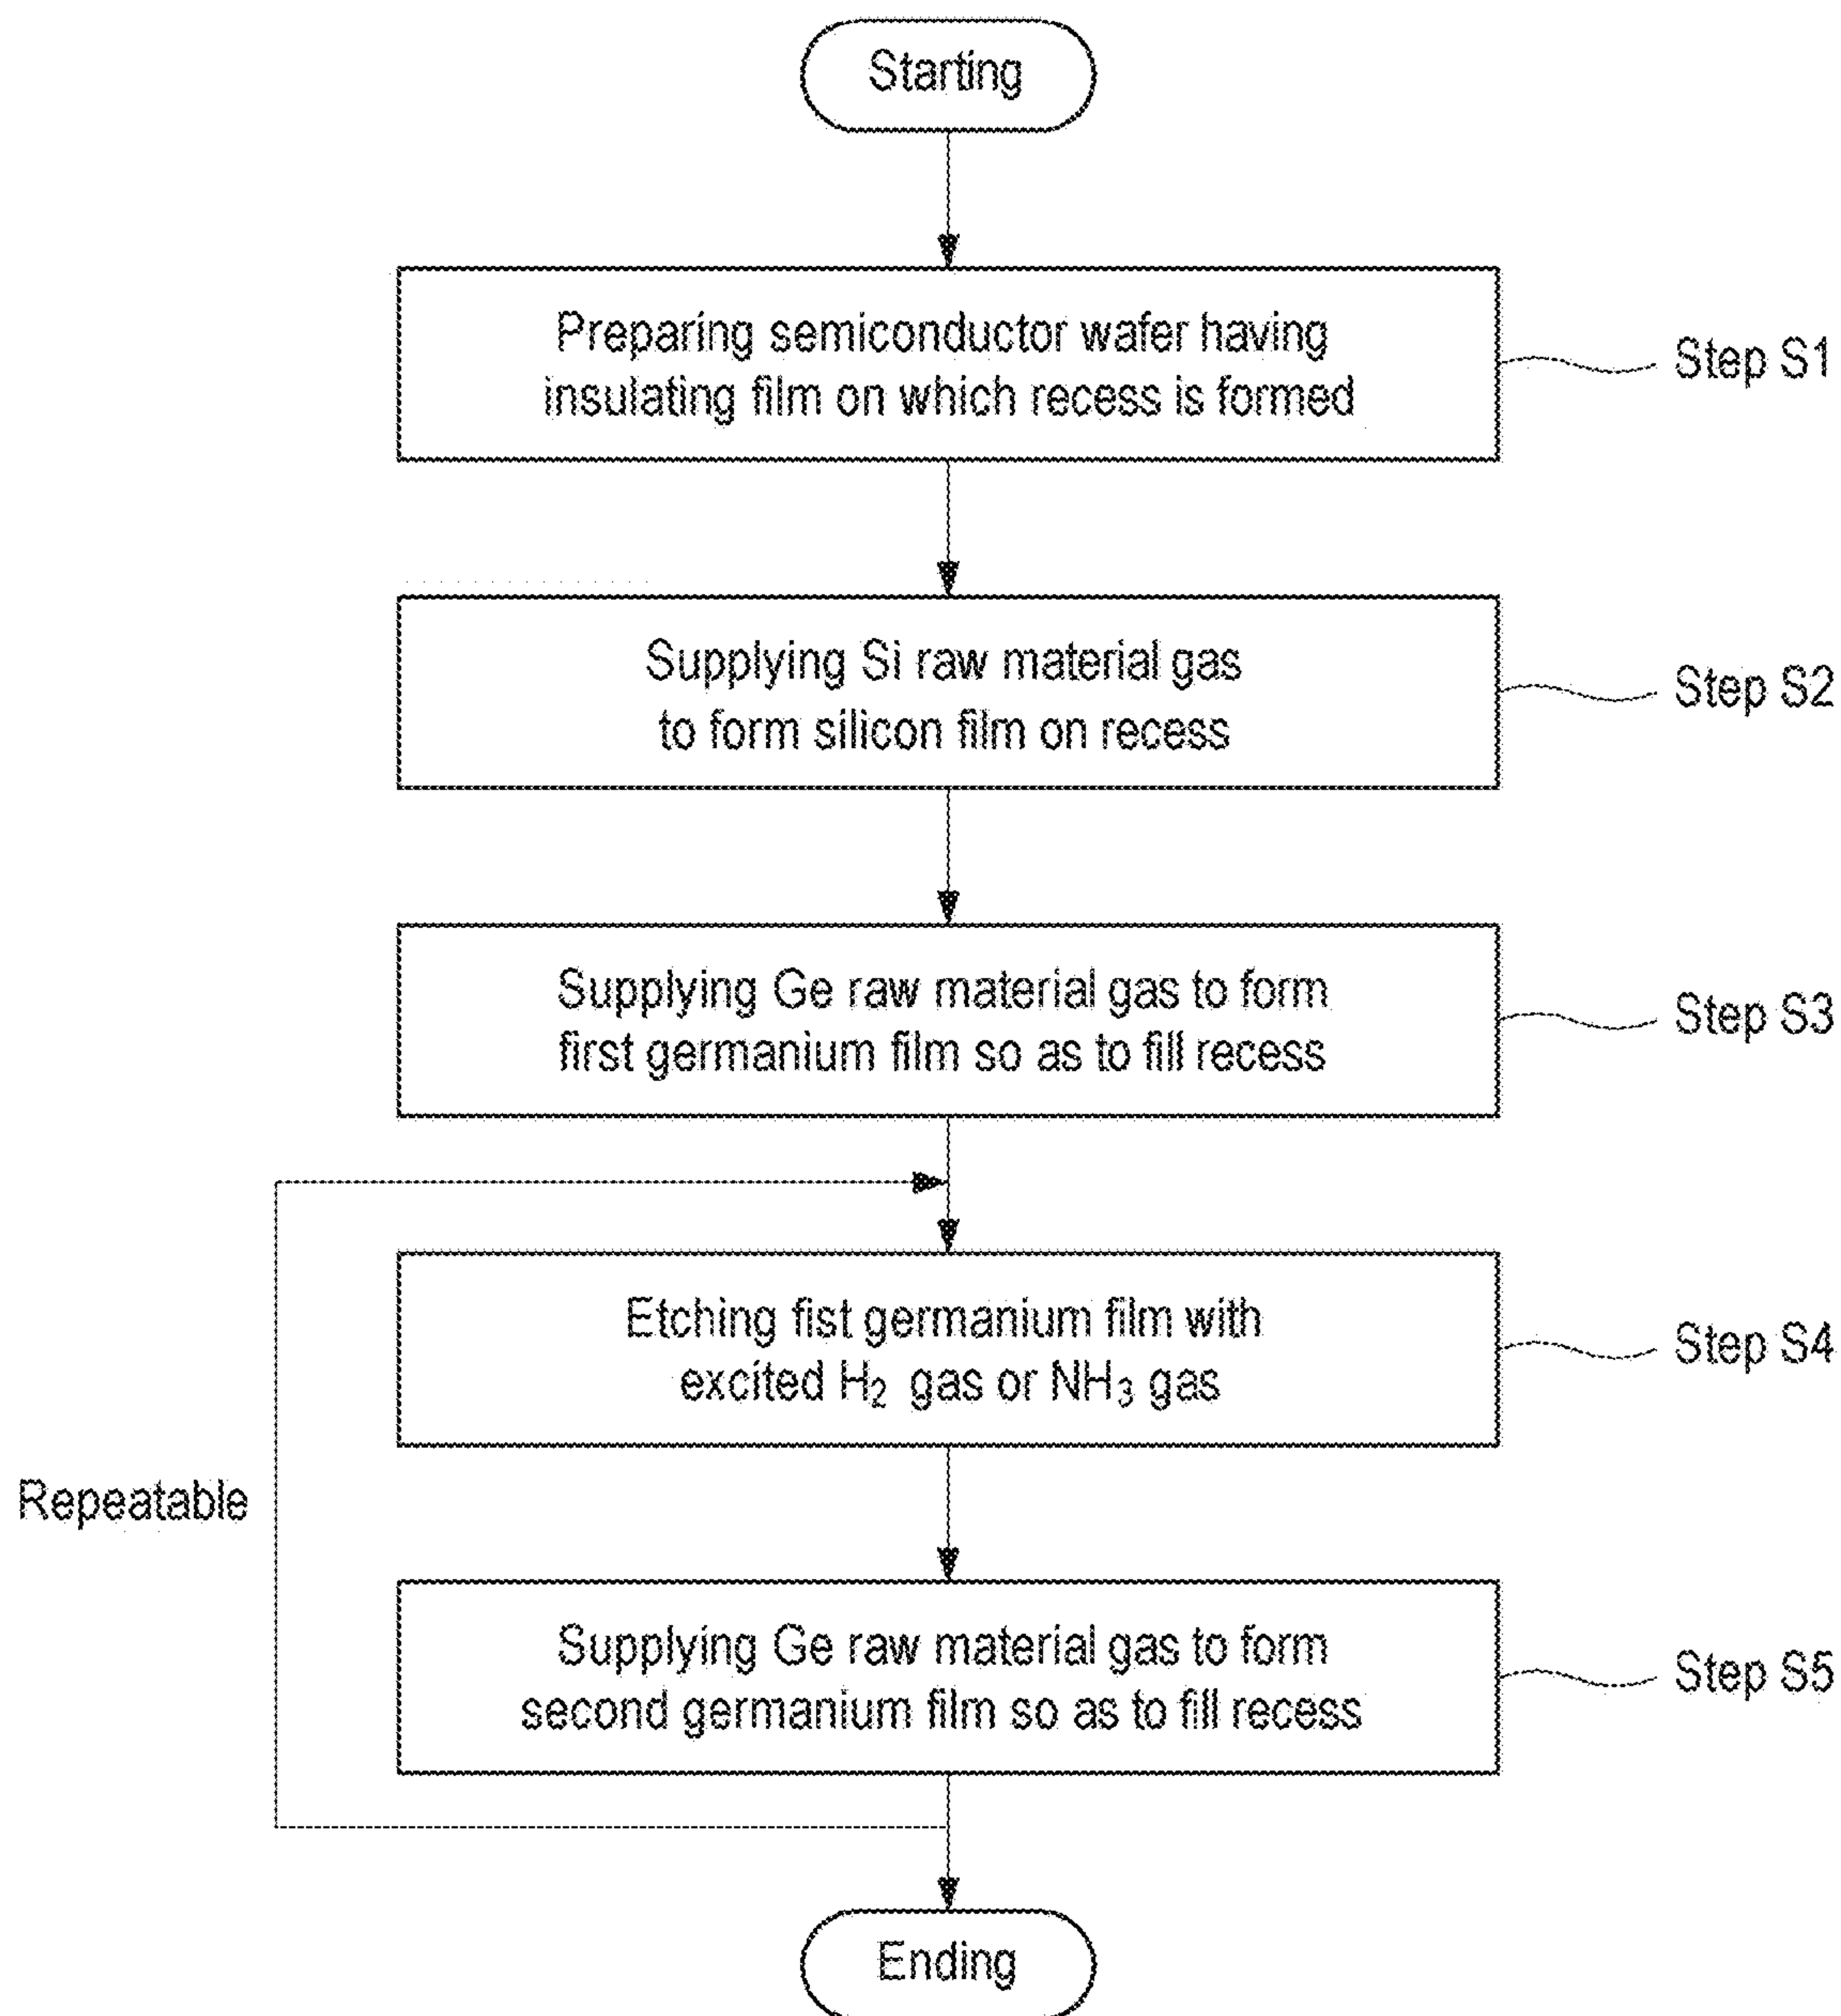 Starting
Preparing semiconductor wafer having
insulating film on which recess is formed
Step S1
Supplying Si raw material gas
to form silicon film on recess
Step S2
Supplying Ge raw material gas to form
first germanium film so as to fill recess
Step S3
Etching fist germanium film with
excited H₂ gas or NH₃ gas
Step S4
Repeatable
Supplying Ge raw material gas to form
second germanium film so as to fill recess
Step S5
Ending